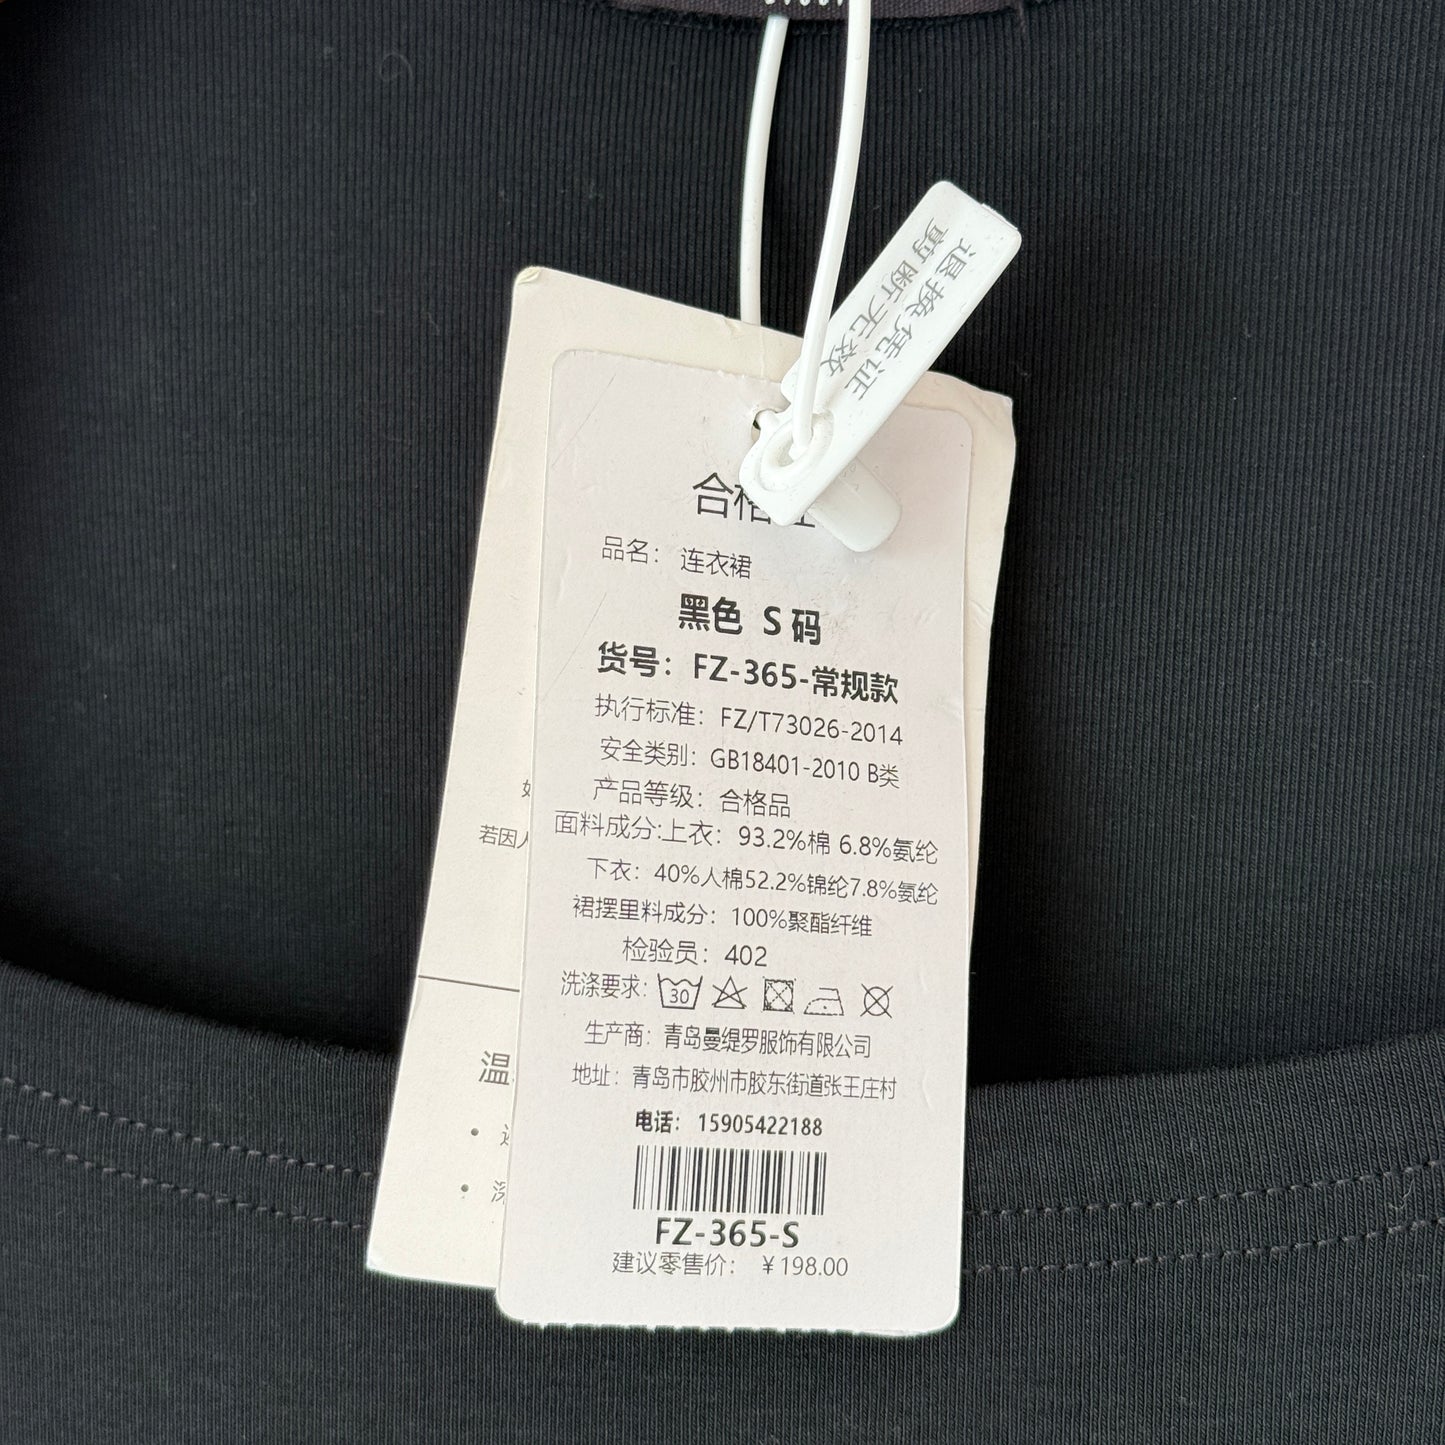 退换凭证
剪断无效
合格证
品名： 连衣裙
黑色 S 码
货号：FZ-365-常规款
执行标准：FZ/T73026-2014
安全类别：GB18401-2010 B类
产品等级：合格品
面料成分:上衣：93.2%棉 6.8%氨纶
下衣：40%人棉52.2%锦纶7.8%氨纶
裙摆里料成分：100%聚酯纤维
检验员：402
洗涤要求：30
生产商：青岛曼缇罗服饰有限公司
地址：青岛市胶州市胶东街道张王庄村
电话：15905422188
FZ-365-S
建议零售价：￥198.00
若因人
温